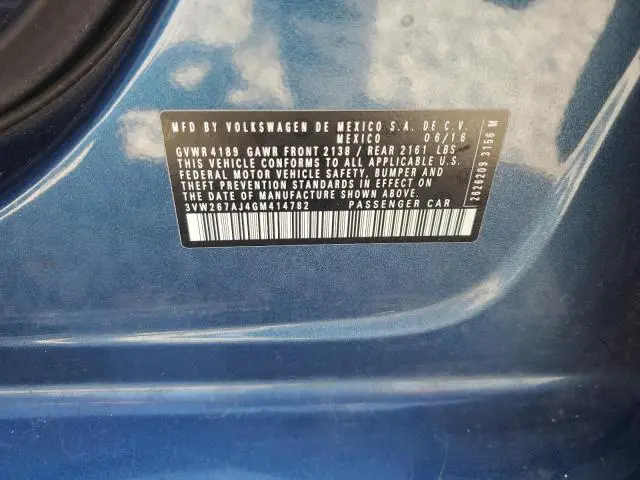 MFD BY VOLKSWAGEN DE MEXICO S.A. DE C.V.
MEXICO 06/16
GVWR 4189 GAWR FRONT 2138 / REAR 2161 LBS
THIS VEHICLE CONFORMS TO ALL APPLICABLE U.S.
FEDERAL MOTOR VEHICLE SAFETY, BUMPER AND
THEFT PREVENTION STANDARDS IN EFFECT ON
THE DATE OF MANUFACTURE SHOWN ABOVE.
3VW267AJ4GM414782 PASSENGER CAR
2626209 3156 M